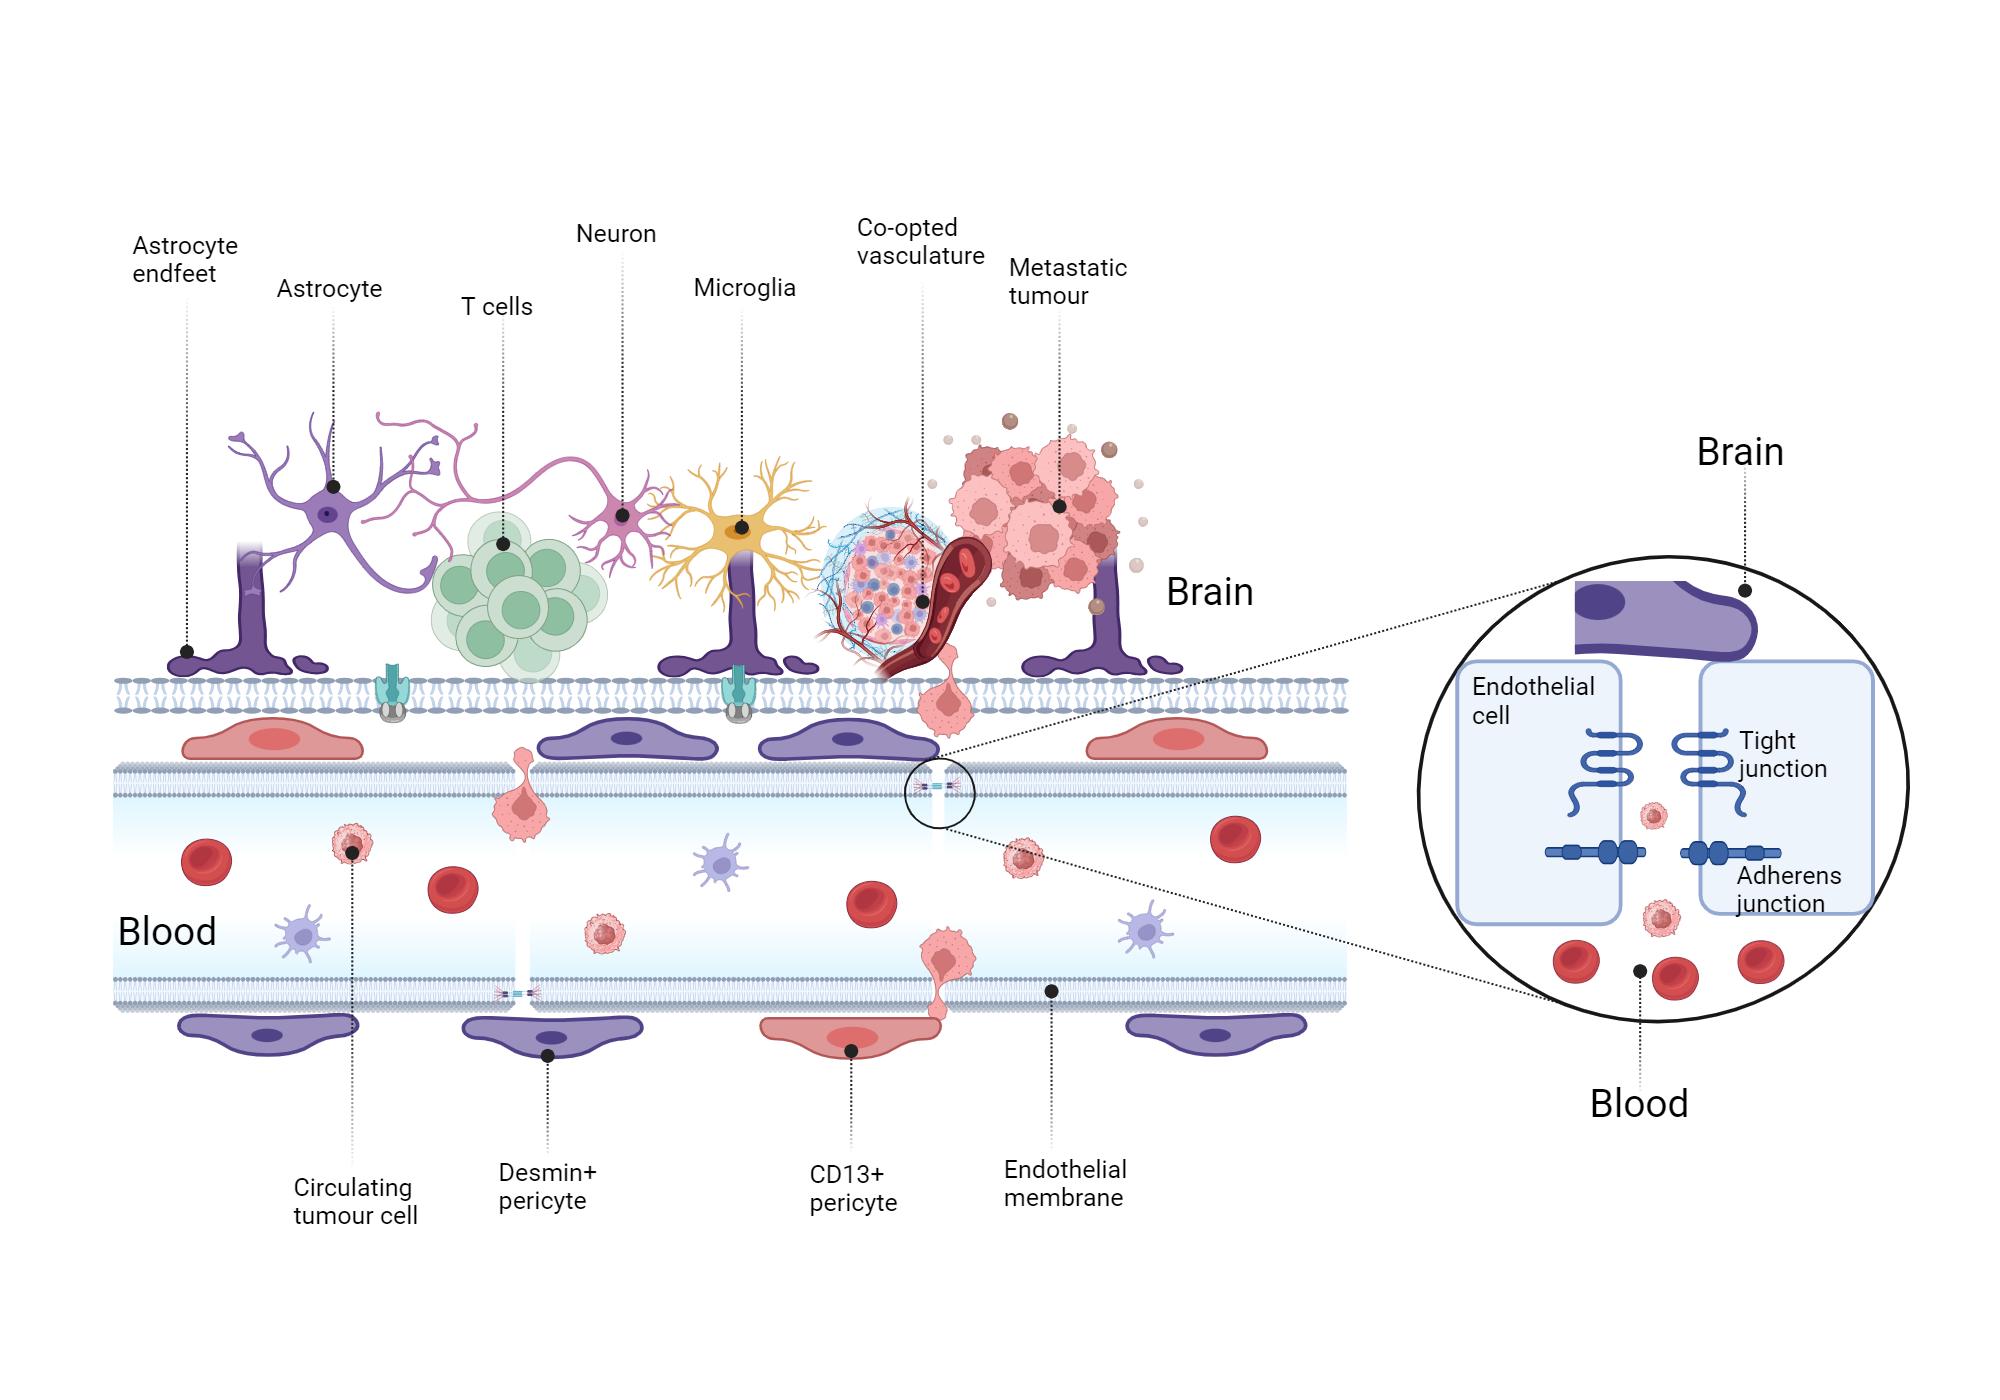 Astrocyte
endfeet
Astrocyte
T cells
Neuron
Microglia
Co-opted
vasculature
Metastatic
tumour
Brain
Brain
Endothelial
cell
Tight
junction
Adherens
junction
Blood
Blood
Circulating
tumour cell
Desmin+
pericyte
CD13+
pericyte
Endothelial
membrane